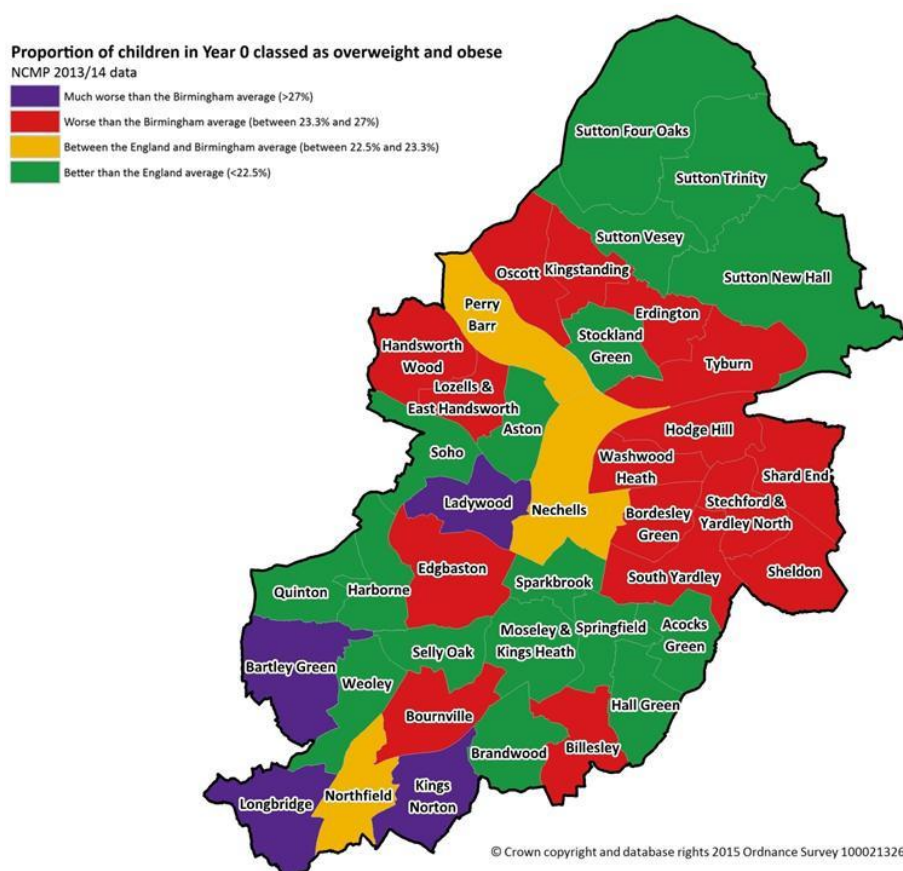 Proportion of children in Year 0 classed as overweight and obese
NCMP 2013/14 data
Much worse than the Birmingham average (>27%)
Worse than the Birmingham average (between 23.3% and 27%)
Between the England and Birmingham average (between 22.5% and 23.3%)
Better than the England average (<22.5%)
Sutton Four Oaks
Sutton Trinity
Sutton Vesey
Sutton New Hall
Oscott
Kingstanding
Erdington
Perry
Barr
Stockland
Green
Tyburn
Handsworth
Wood
Lozells &
East Handsworth
Aston
Hodge Hill
Soho
Washwood
Heath
Shard End
Ladywood
Nechells
Bordesley
Green
Stechford &
Yardley North
Edgbaston
Sparkbrook
South Yardley
Sheldon
Quinton
Harborne
Moseley &
Kings Heath
Springfield
Acocks
Green
Selly Oak
Bartley Green
Weoley
Hall Green
Bournville
Brandwood
Billesley
Longbridge
Northfield
Kings
Norton
© Crown copyright and database rights 2015 Ordnance Survey 100021326